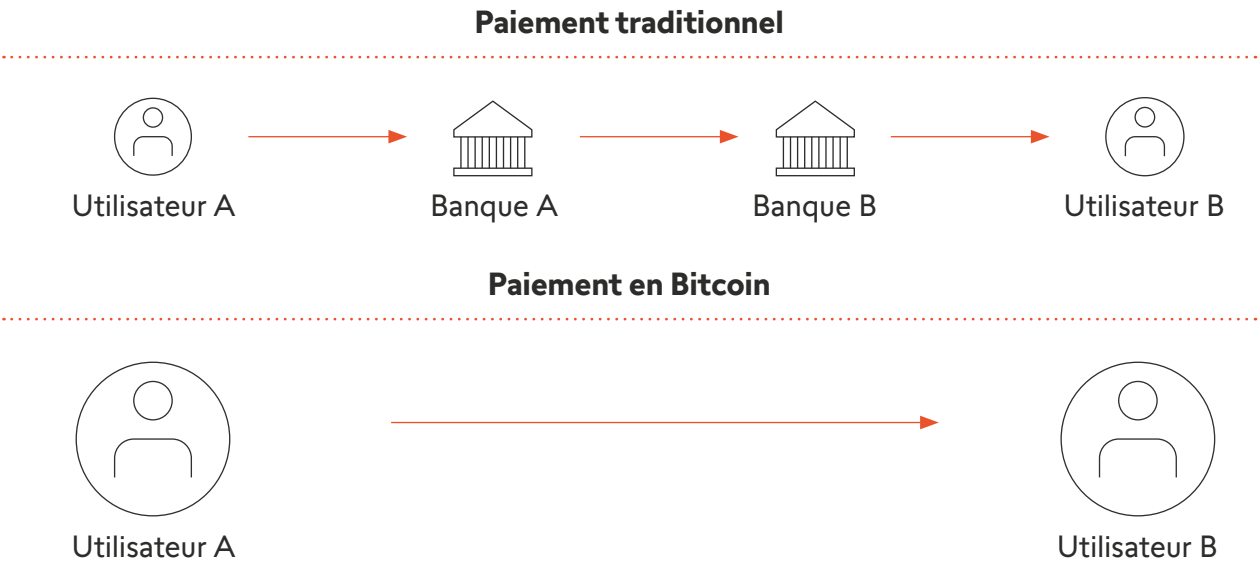 Paiement traditionnel
Utilisateur A
Banque A
Banque B
Utilisateur B
Paiement en Bitcoin
Utilisateur A
Utilisateur B